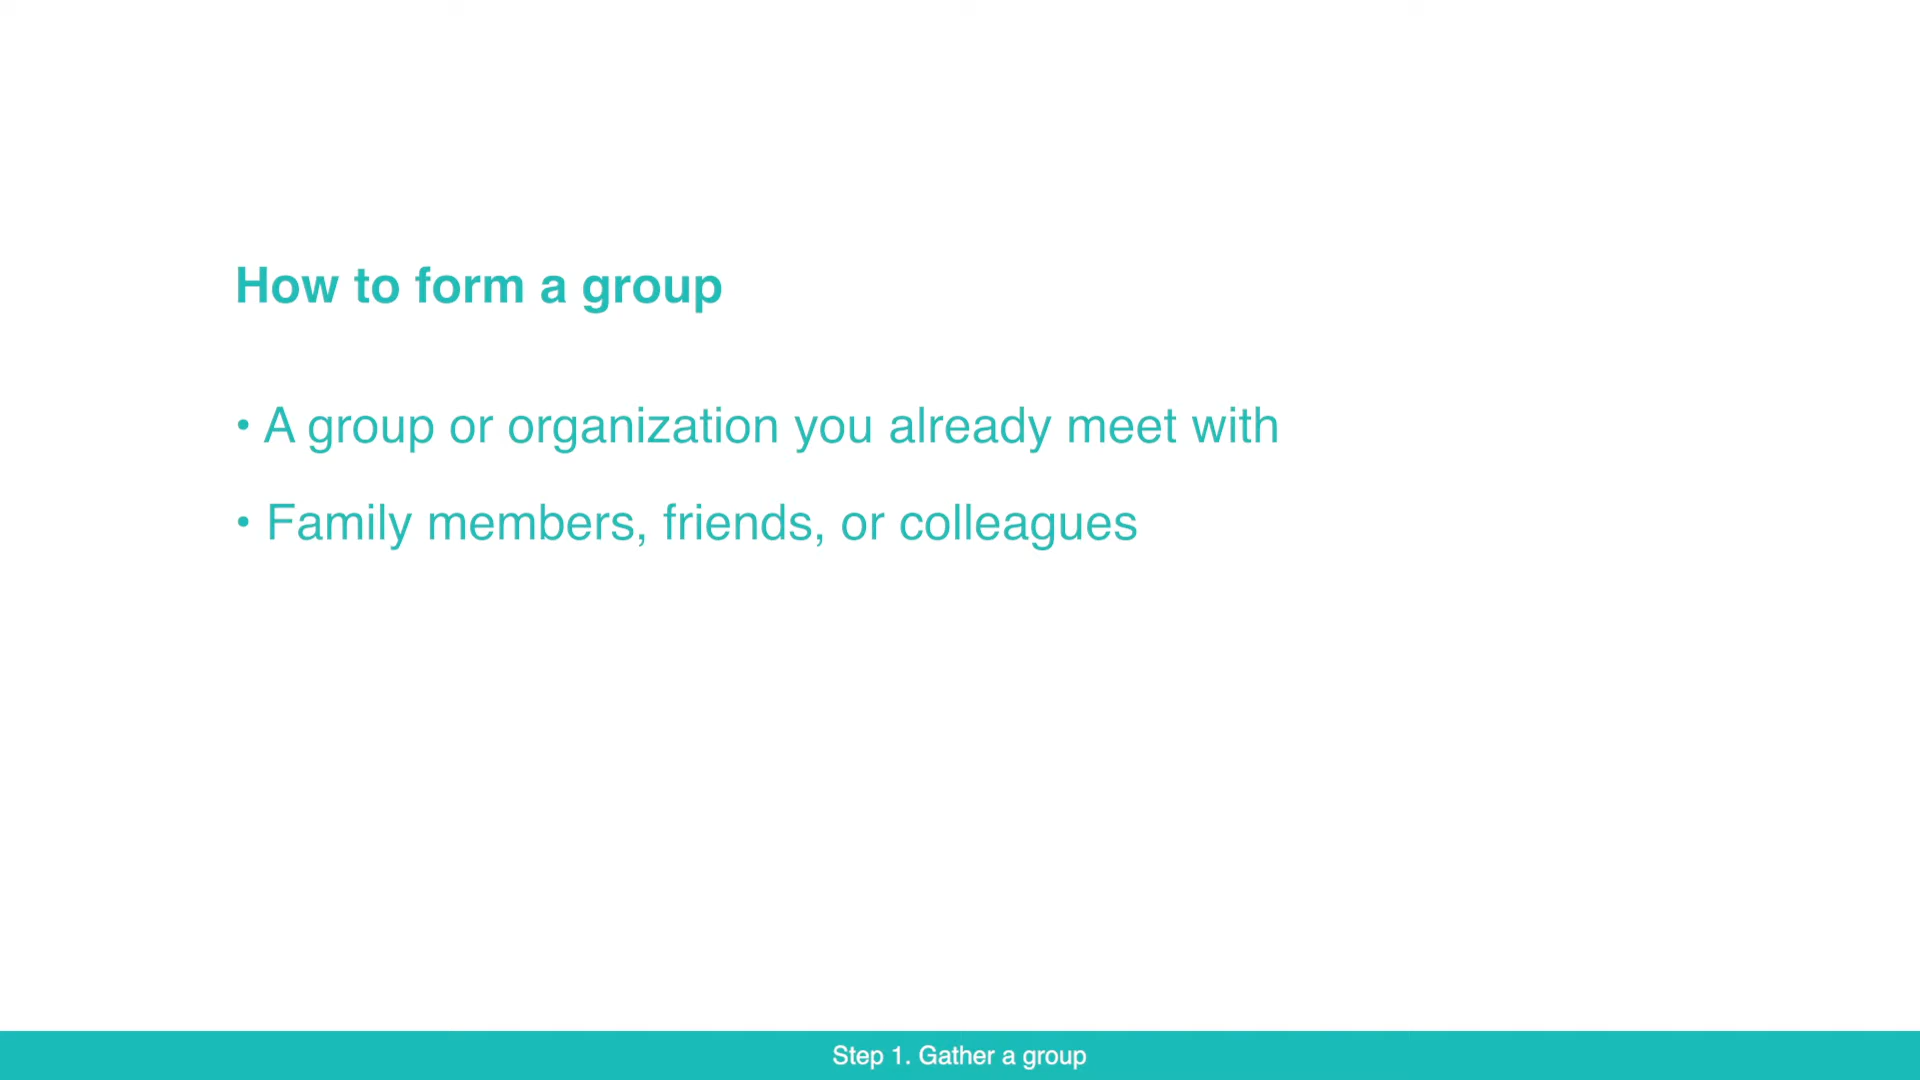 How to form a group
• A group or organization you already meet with
• Family members, friends, or colleagues
Step 1. Gather a group